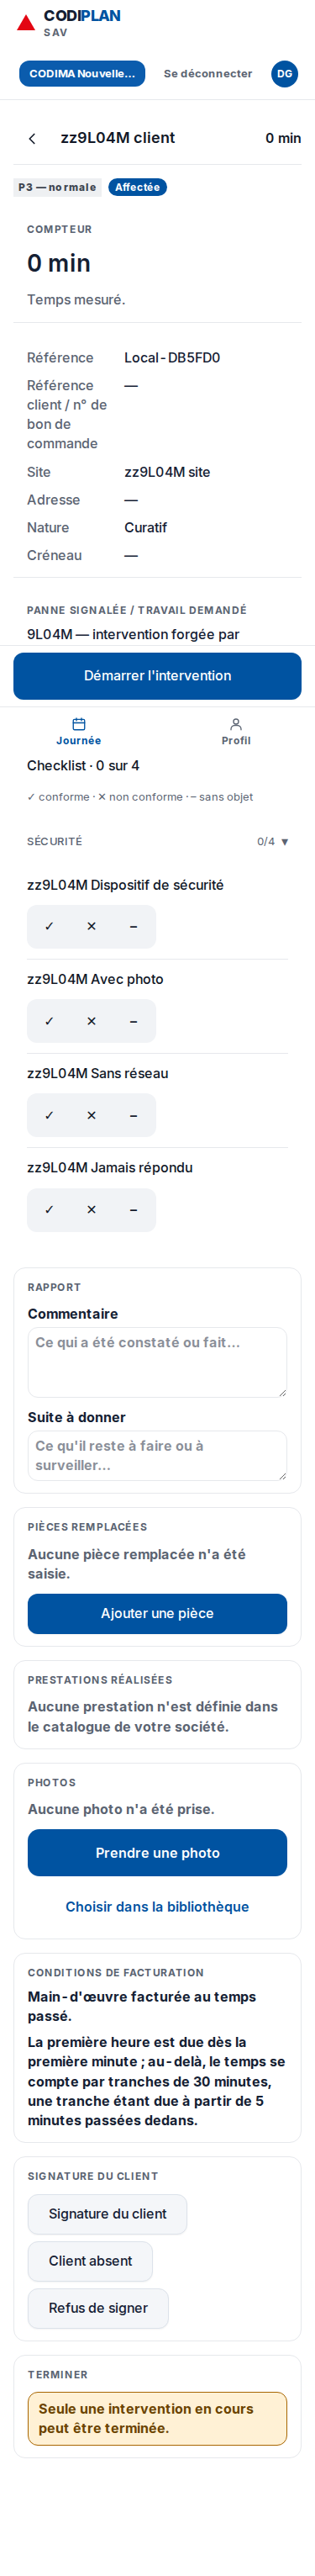 CODIPLAN
SAV
CODIMA Nouvelle...
Se déconnecter
DG
zz9L04M client
0 min
P3 — normale
Affectée
COMPTEUR
0 min
Temps mesuré.
Référence
Local-DB5FD0
Référence
client / n° de
bon de
commande
—
Site
zz9L04M site
Adresse
—
Nature
Curatif
Créneau
—
PANNE SIGNALÉE / TRAVAIL DEMANDÉ
9L04M — intervention forgée par
Démarrer l'intervention
Journée
Profil
Checklist · 0 sur 4
✓ conforme · ✕ non conforme · – sans objet
SÉCURITÉ
0/4 ▼
zz9L04M Dispositif de sécurité
✓ ✕ –
zz9L04M Avec photo
✓ ✕ –
zz9L04M Sans réseau
✓ ✕ –
zz9L04M Jamais répondu
✓ ✕ –
RAPPORT
Commentaire
Ce qui a été constaté ou fait...
Suite à donner
Ce qu'il reste à faire ou à
surveiller...
PIÈCES REMPLACÉES
Aucune pièce remplacée n'a été
saisie.
Ajouter une pièce
PRESTATIONS RÉALISÉES
Aucune prestation n'est définie dans
le catalogue de votre société.
PHOTOS
Aucune photo n'a été prise.
Prendre une photo
Choisir dans la bibliothèque
CONDITIONS DE FACTURATION
Main-d'œuvre facturée au temps
passé.
La première heure est due dès la
première minute ; au-delà, le temps se
compte par tranches de 30 minutes,
une tranche étant due à partir de 5
minutes passées dedans.
SIGNATURE DU CLIENT
Signature du client
Client absent
Refus de signer
TERMINER
Seule une intervention en cours
peut être terminée.